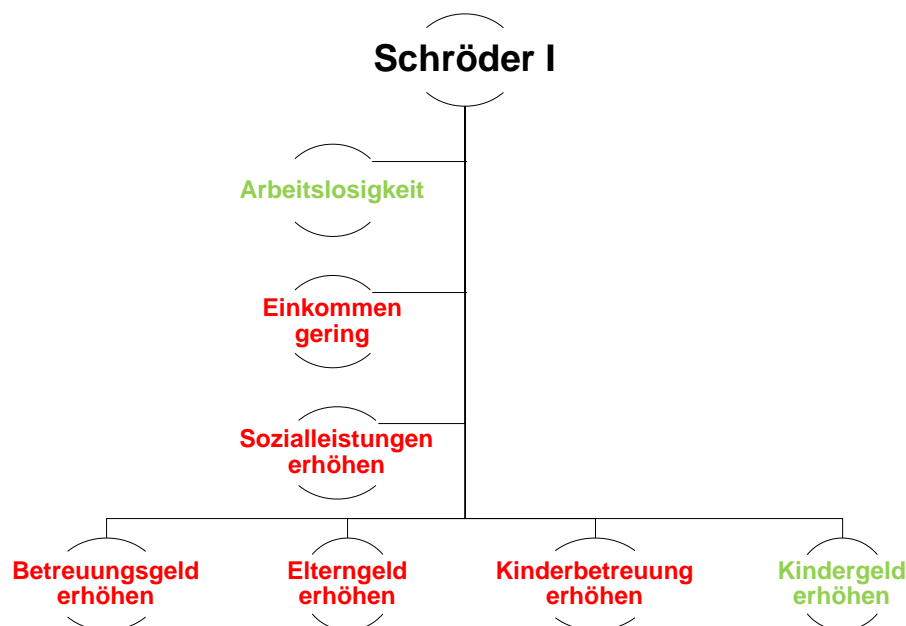 Schröder I
Arbeitslosigkeit
Einkommen
gering
Sozialleistungen
erhöhen
Betreuungsgeld
erhöhen
Elterngeld
erhöhen
Kinderbetreuung
erhöhen
Kindergeld
erhöhen